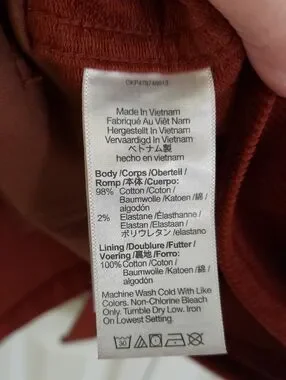 Made In Vietnam
Fabriqué Au Viêt Nam
Hergestellt In Vietnam
Vervaardigd In Vietnam
ベトナム製
hecho en vietnam
Body /Corps /Oberteil /
Romp /本体 /Cuerpo:
98% Cotton /Coton /
Baumwolle /Katoen /綿 /
algodón
2% Elastane /Élasthanne /
Elastan /Elastaan /
ポリウレタン /elastano
Lining /Doublure /Futter /
Voering /裏地 /Forro:
100% Cotton /Coton /
Baumwolle /Katoen /綿 /
algodón
Machine Wash Cold With Like
Colors. Non-Chlorine Bleach
Only. Tumble Dry Low. Iron
On Lowest Setting.
30